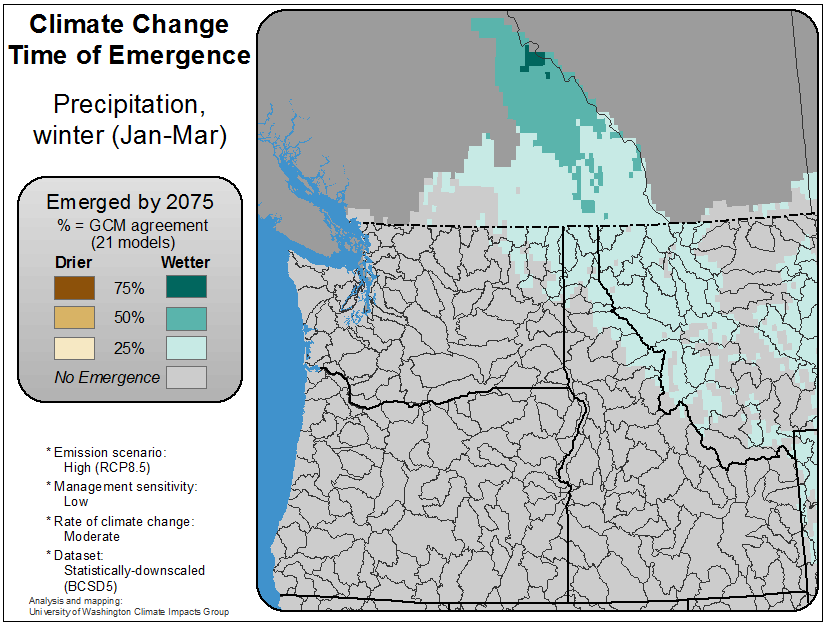 Climate Change
Time of Emergence
Precipitation,
winter (Jan-Mar)
Emerged by 2075
% = GCM agreement
(21 models)
Drier Wetter
75%
50%
25%
No Emergence
* Emission scenario:
High (RCP8.5)
* Management sensitivity:
Low
* Rate of climate change:
Moderate
* Dataset:
Statistically-downscaled
(BCSD5)
Analysis and mapping:
University of Washington Climate Impacts Group